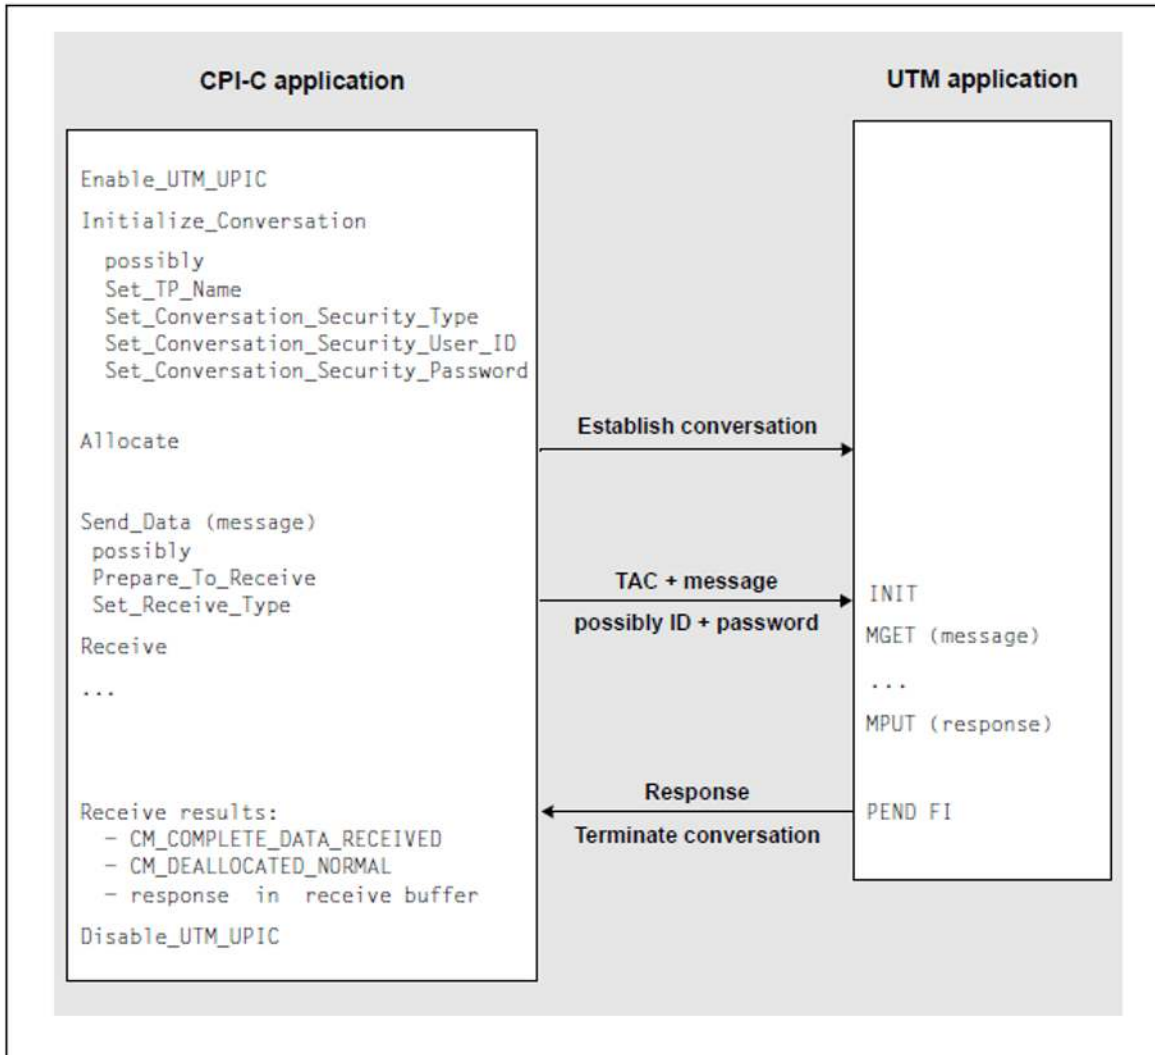 CPI-C application
UTM application
Enable_UTM_UPIC
Initialize_Conversation
possibly
Set_TP_Name
Set_Conversation_Security_Type
Set_Conversation_Security_User_ID
Set_Conversation_Security_Password
Allocate
Establish conversation
Send_Data (message)
possibly
Prepare_To_Receive
Set_Receive_Type
Receive
...
TAC + message
possibly ID + password
INIT
MGET (message)
...
MPUT (response)
Receive results:
- CM_COMPLETE_DATA_RECEIVED
- CM_DEALLOCATED_NORMAL
- response in receive buffer
Disable_UTM_UPIC
Response
Terminate conversation
PEND FI